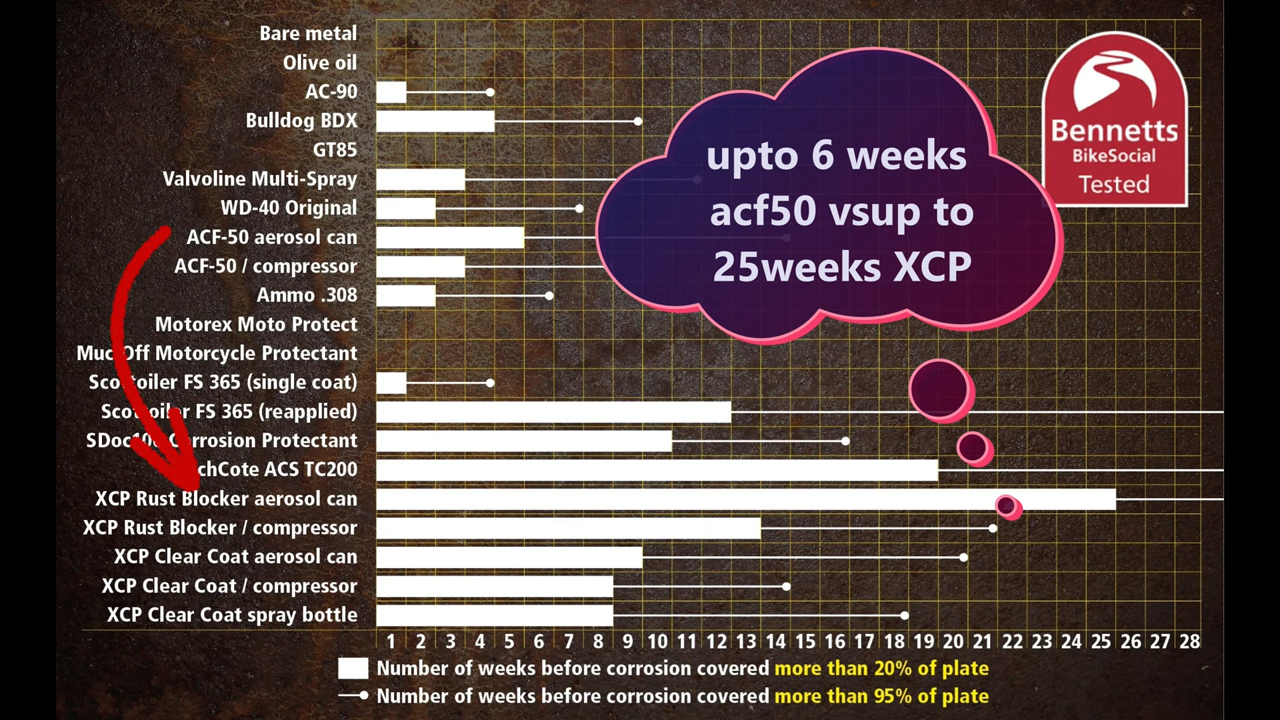 Bare metal
Olive oil
AC-90
Bulldog BDX
GT85
Valvoline Multi-Spray
WD-40 Original
ACF-50 aerosol can
ACF-50 / compressor
Ammo .308
Motorex Moto Protect
Muc-Off Motorcycle Protectant
Scottoiler FS 365 (single coat)
Scottoiler FS 365 (reapplied)
SDoc100 Corrosion Protectant
chCote ACS TC200
XCP Rust Blocker aerosol can
XCP Rust Blocker / compressor
XCP Clear Coat aerosol can
XCP Clear Coat / compressor
XCP Clear Coat spray bottle
upto 6 weeks
acf50 vsup to
25weeks XCP
Bennetts
BikeSocial
Tested
1 2 3 4 5 6 7 8 9 10 11 12 13 14 15 16 17 18 19 20 21 22 23 24 25 26 27 28
Number of weeks before corrosion covered more than 20% of plate
Number of weeks before corrosion covered more than 95% of plate